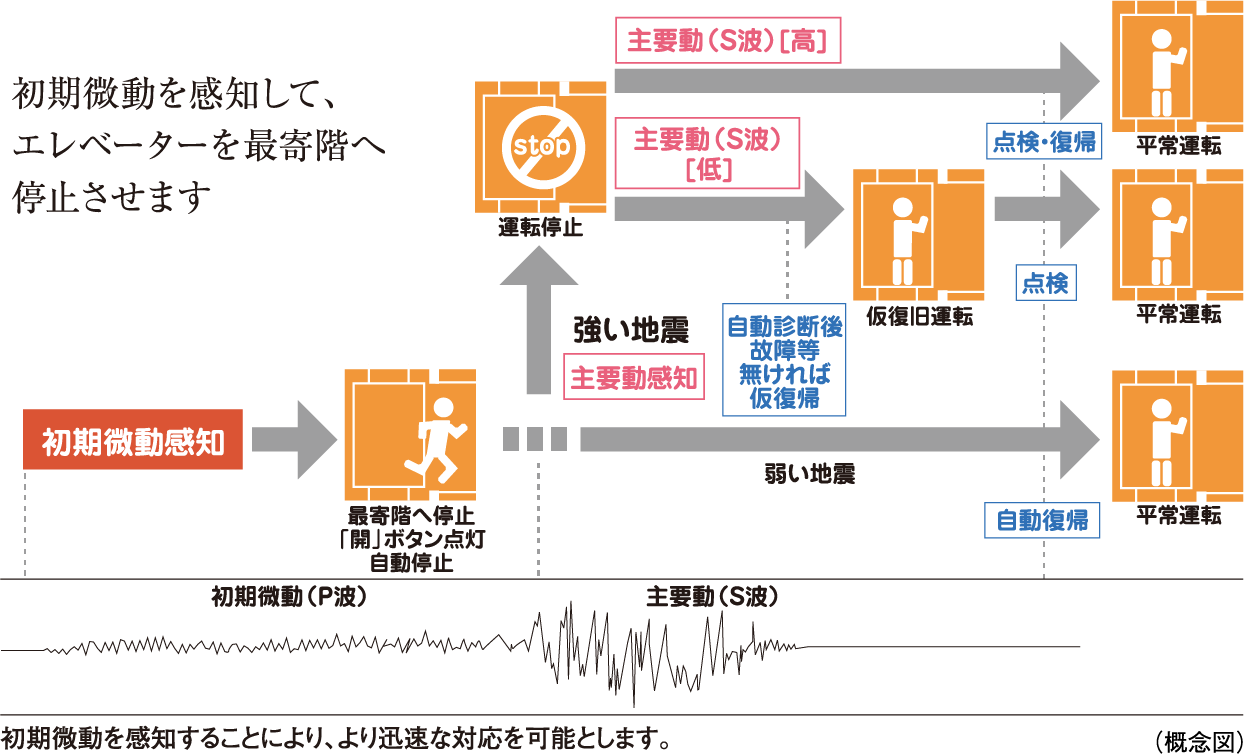 初期微動を感知して、
エレベーターを最寄階へ
停止させます
初期微動感知
最寄階へ停止
「開」ボタン点灯
自動停止
強い地震
主要動感知
stop
運転停止
主要動（S波）[高]
点検・復帰
平常運転
主要動（S波）
[低]
自動診断後
故障等
無ければ
仮復帰
仮復旧運転
点検
平常運転
弱い地震
自動復帰
平常運転
初期微動（P波）
主要動（S波）
初期微動を感知することにより、より迅速な対応を可能とします。
（概念図）